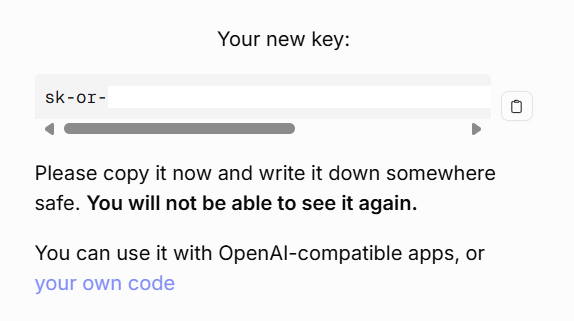 Your new key:
sk-or-
Please copy it now and write it down somewhere
safe. You will not be able to see it again.
You can use it with OpenAI-compatible apps, or
your own code